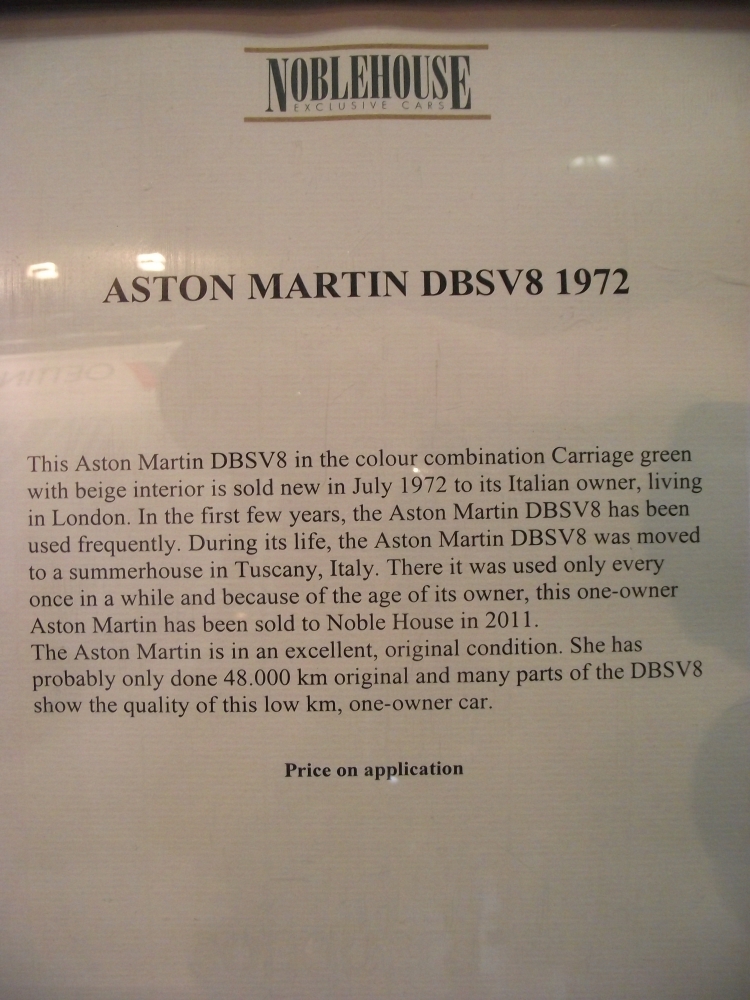 NOBLEHOUSE
EXCLUSIVE CARS
ASTON MARTIN DBSV8 1972
This Aston Martin DBSV8 in the colour combination Carriage green
with beige interior is sold new in July 1972 to its Italian owner, living
in London. In the first few years, the Aston Martin DBSV8 has been
used frequently. During its life, the Aston Martin DBSV8 was moved
to a summerhouse in Tuscany, Italy. There it was used only every
once in a while and because of the age of its owner, this one-owner
Aston Martin has been sold to Noble House in 2011.
The Aston Martin is in an excellent, original condition. She has
probably only done 48.000 km original and many parts of the DBSV8
show the quality of this low km, one-owner car.
Price on application